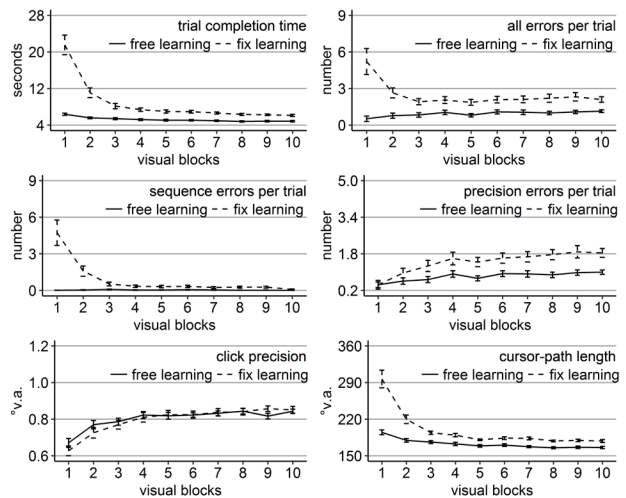 trial completion time
free learning fix learning
seconds
28
20
12
4
1 2 3 4 5 6 7 8 9 10
visual blocks
all errors per trial
free learning fix learning
number
9
6
3
0
1 2 3 4 5 6 7 8 9 10
visual blocks
sequence errors per trial
free learning fix learning
number
9
6
3
0
1 2 3 4 5 6 7 8 9 10
visual blocks
precision errors per trial
free learning fix learning
number
5.0
3.4
1.8
0.2
1 2 3 4 5 6 7 8 9 10
visual blocks
click precision
free learning fix learning
°v.a.
1.2
1.0
0.8
0.6
1 2 3 4 5 6 7 8 9 10
visual blocks
cursor-path length
free learning fix learning
°v.a.
360
290
220
150
1 2 3 4 5 6 7 8 9 10
visual blocks